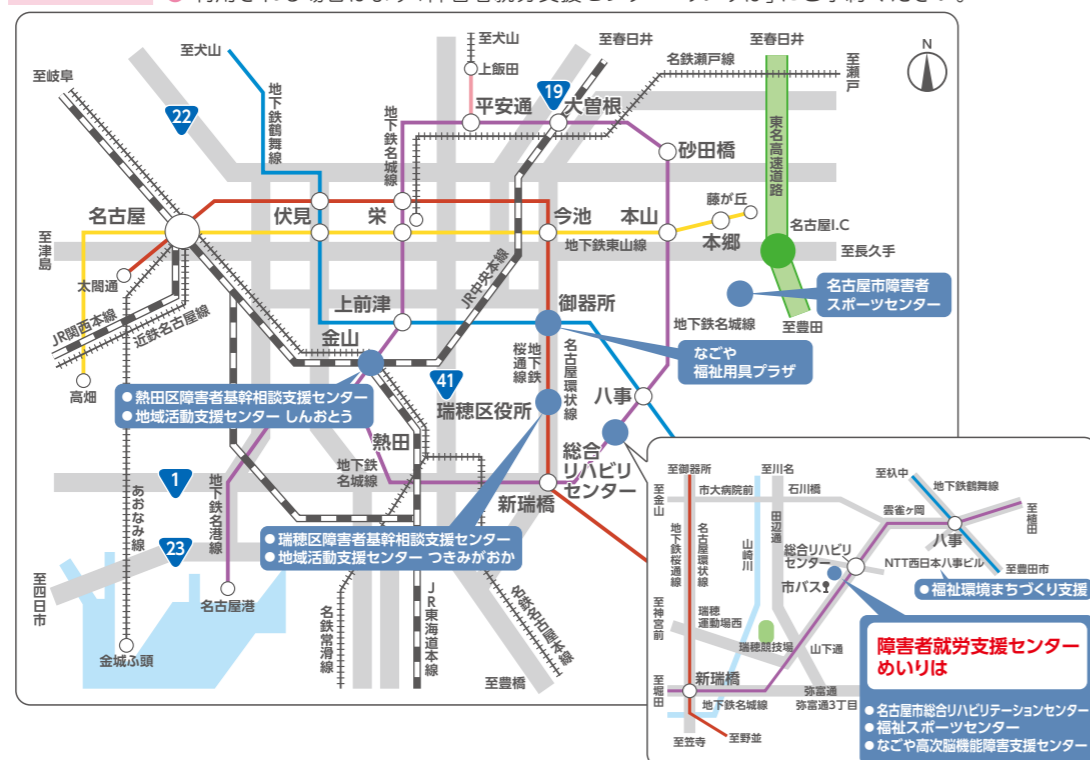 至犬山
至岐阜
地下鉄鶴舞線
22
至犬山
上飯田
平安通
19
大曽根
至春日井
名鉄瀬戸線
至春日井
至瀬戸
N
地下鉄名城線
砂田橋
東名高速道路
名古屋
伏見
栄
今池
本山
藤が丘
本郷
名古屋I.C
至津島
地下鉄東山線
至長久手
太閤通
JR中央本線
JR関西本線
近鉄名古屋線
上前津
御器所
地下鉄名城線
至豊田
名古屋市障害者
スポーツセンター
金山
なごや
福祉用具プラザ
高畑
41
地下鉄
桜通線
名古屋環状線
八事
●熱田区障害者基幹相談支援センター
●地域活動支援センター しんおとう
瑞穂区役所
熱田
総合
リハビリ
センター
地下鉄
名城線
新瑞橋
1
あおなみ線
地下鉄名港線
●瑞穂区障害者基幹相談支援センター
●地域活動支援センター つきみがおか
23
至四日市
名古屋港
金城ふ頭
名鉄常滑線
JR東海道本線
名鉄名古屋本線
至豊橋
至御器所
至川名
至杁中
至金山
市大病院前
石川橋
地下鉄鶴舞線
雲雀ヶ岡
至植田
地下鉄桜通線
名古屋環状線
山崎川
田辺通
八事
総合リハビリ
センター
NTT西日本八事ビル
至豊田市
市バス
●福祉環境まちづくり支援
至神宮前
瑞穂
運動場西
瑞穂競技場
山下通
障害者就労支援センター
めいりは
新瑞橋
弥富通
至堀田
地下鉄名城線
弥富通3丁目
●名古屋市総合リハビリテーションセンター
●福祉スポーツセンター
●なごや高次脳機能障害支援センター
至笠寺
至野並